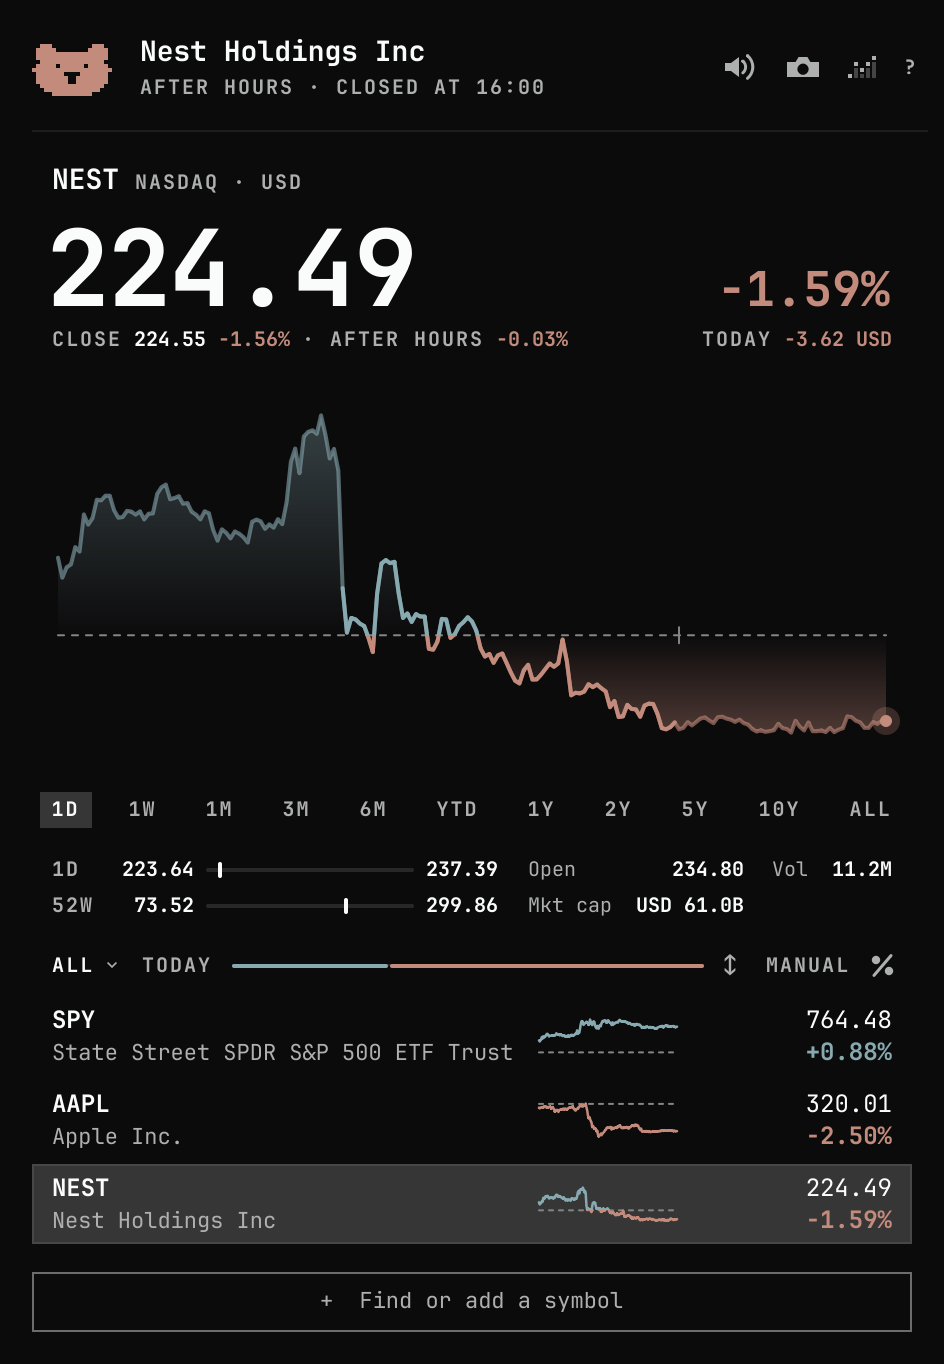 Nest Holdings Inc
AFTER HOURS · CLOSED AT 16:00
?
NEST NASDAQ · USD
224.49
-1.59%
CLOSE 224.55 -1.56% · AFTER HOURS -0.03%
TODAY -3.62 USD
1D 1W 1M 3M 6M YTD 1Y 2Y 5Y 10Y ALL
1D 223.64 237.39 Open 234.80 Vol 11.2M
52W 73.52 299.86 Mkt cap USD 61.0B
ALL TODAY MANUAL %
SPY 764.48
State Street SPDR S&P 500 ETF Trust +0.88%
AAPL 320.01
Apple Inc. -2.50%
NEST 224.49
Nest Holdings Inc -1.59%
+ Find or add a symbol